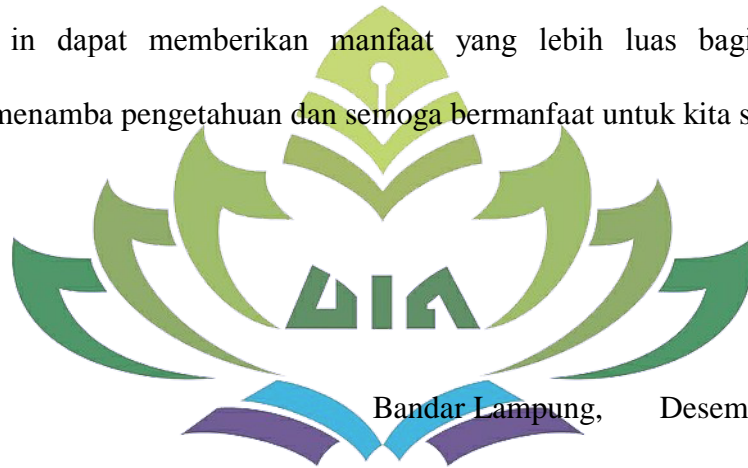 in dapat memberikan manfaat yang lebih luas bagi
menamba pengetahuan dan semoga bermanfaat untuk kita s
UIN
Bandar Lampung, Desem